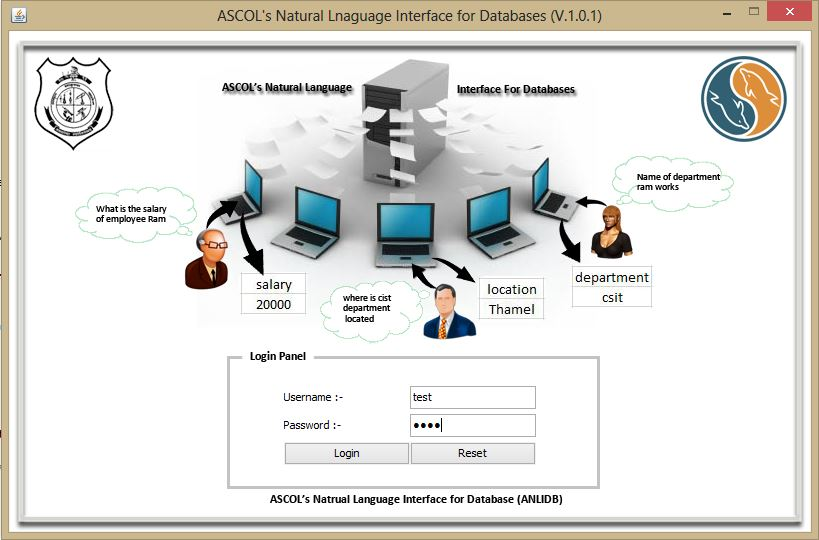 ASCOL's Natural Lnaguage Interface for Databases (V.1.0.1)
ASCOL's Natural Language
Interface For Databases
What is the salary
of employee Ram
Name of department
ram works
salary
20000
where is cist
department
located
location
Thamel
department
csit
Login Panel
Username :-
test
Password :-
••••
Login
Reset
ASCOL's Natrual Language Interface for Database (ANLIDB)